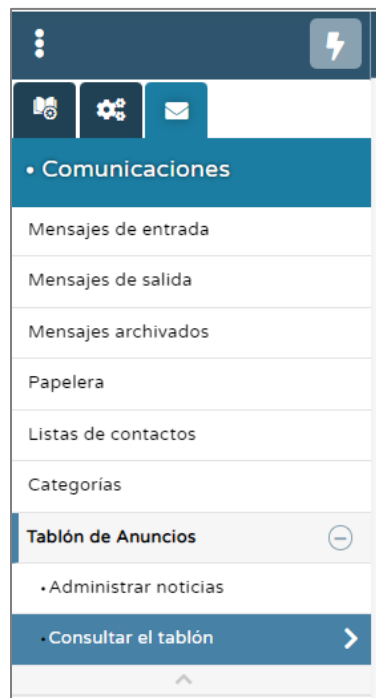 • Comunicaciones
Mensajes de entrada
Mensajes de salida
Mensajes archivados
Papelera
Listas de contactos
Categorías
Tablón de Anuncios
• Administrar noticias
• Consultar el tablón